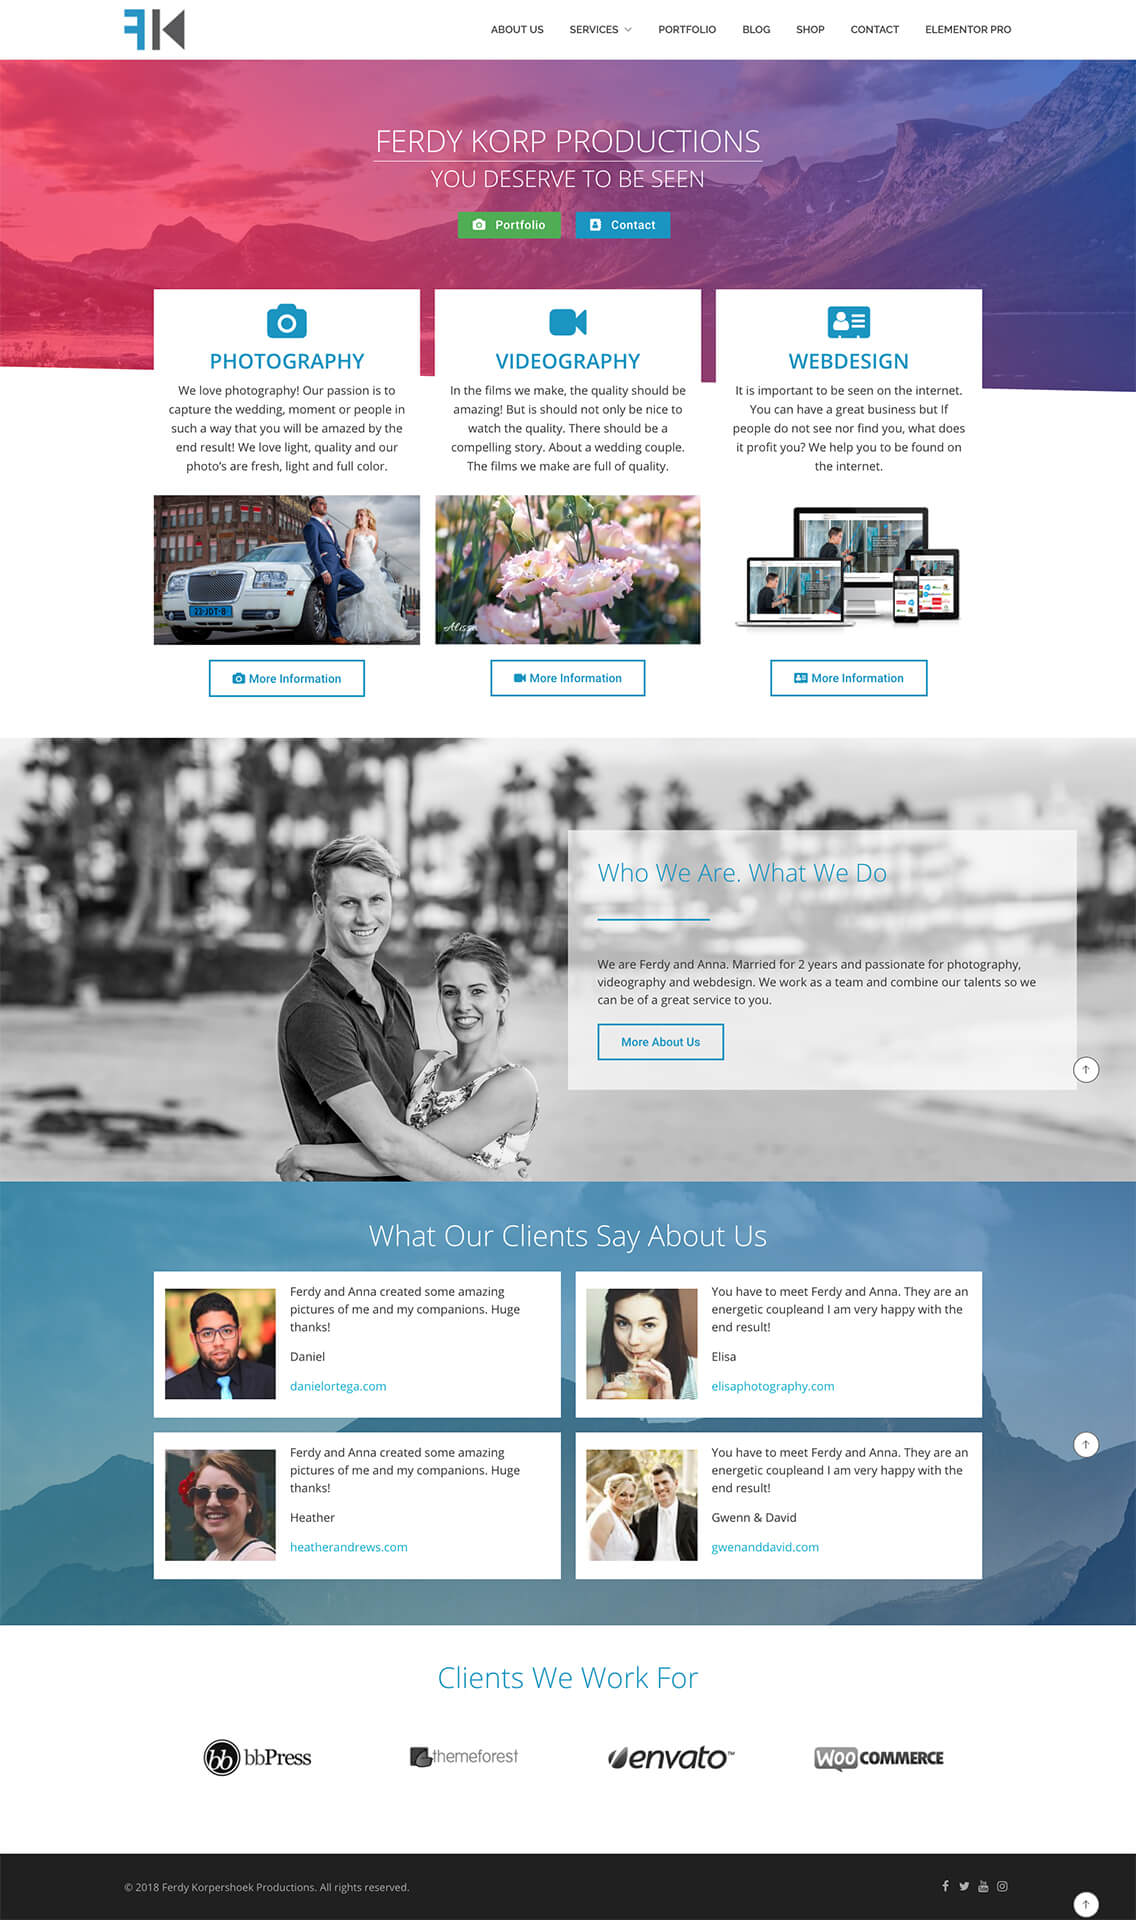 FK
ABOUT US SERVICES PORTFOLIO BLOG SHOP CONTACT ELEMENTOR PRO
FERDY KORP PRODUCTIONS
YOU DESERVE TO BE SEEN
Portfolio
Contact
PHOTOGRAPHY
We love photography! Our passion is to
capture the wedding, moment or people in
such a way that you will be amazed by the
end result! We love light, quality and our
photo’s are fresh, light and full color.
23-JDT-8
More Information
VIDEOGRAPHY
In the films we make, the quality should be
amazing! But is should not only be nice to
watch the quality. There should be a
compelling story. About a wedding couple.
The films we make are full of quality.
More Information
WEBDESIGN
It is important to be seen on the internet.
You can have a great business but If
people do not see nor find you, what does
it profit you? We help you to be found on
the internet.
More Information
Who We Are. What We Do
We are Ferdy and Anna. Married for 2 years and passionate for photography,
videography and webdesign. We work as a team and combine our talents so we
can be of a great service to you.
More About Us
What Our Clients Say About Us
Ferdy and Anna created some amazing
pictures of me and my companions. Huge
thanks!
Daniel
danielortega.com
You have to meet Ferdy and Anna. They are an
energetic coupleand I am very happy with the
end result!
Elisa
elisaphotography.com
Ferdy and Anna created some amazing
pictures of me and my companions. Huge
thanks!
Heather
heatherandrews.com
You have to meet Ferdy and Anna. They are an
energetic coupleand I am very happy with the
end result!
Gwenn & David
gwenanddavid.com
Clients We Work For
bb bbPress
themeforest
envato™
WOO COMMERCE
© 2018 Ferdy Korpershoek Productions. All rights reserved.